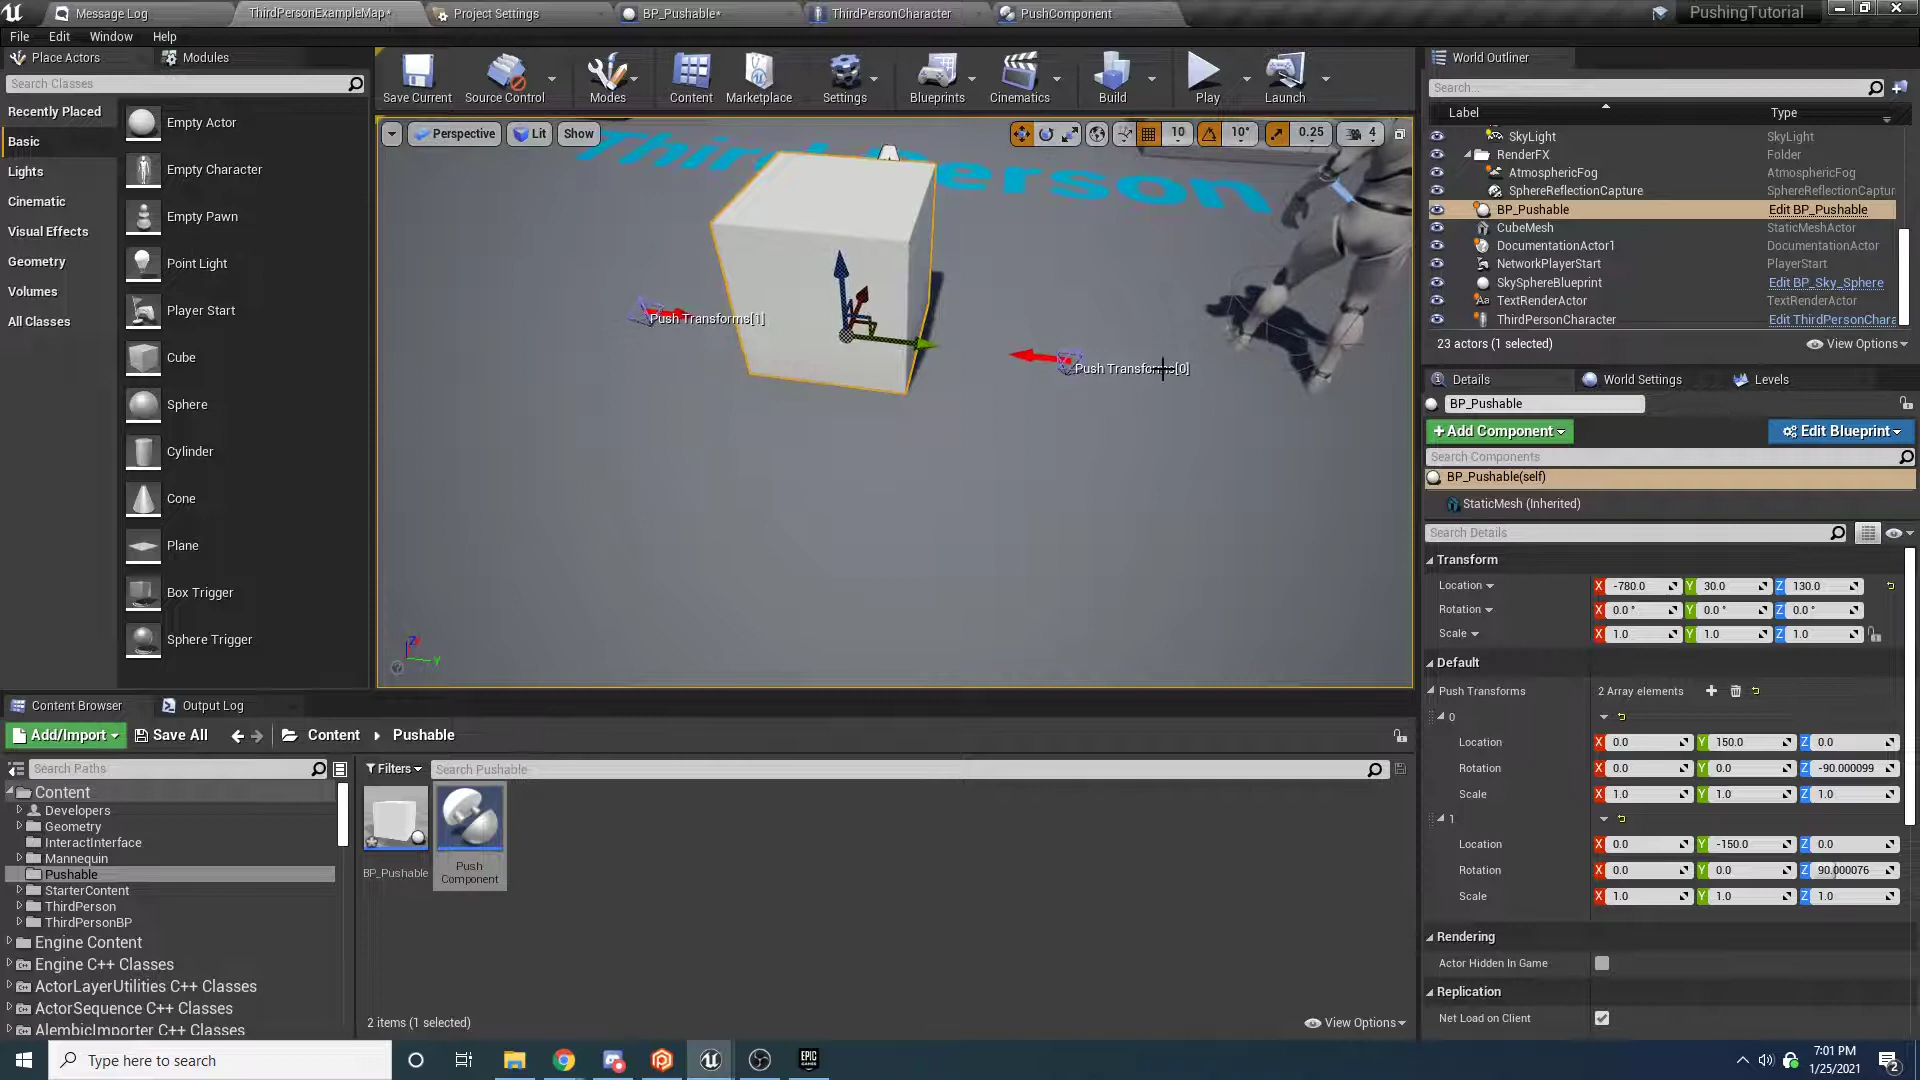 Message Log
ThirdPersonExampleMap*
Project Settings
BP_Pushable*
ThirdPersonCharacter
PushComponent
PushingTutorial
File Edit Window Help
Place Actors
Modules
Search Classes
Recently Placed
Basic
Lights
Cinematic
Visual Effects
Geometry
Volumes
All Classes
Empty Actor
Empty Character
Empty Pawn
Point Light
Player Start
Cube
Sphere
Cylinder
Cone
Plane
Box Trigger
Sphere Trigger
Save Current
Source Control
Modes
Content
Marketplace
Settings
Blueprints
Cinematics
Build
Play
Launch
Perspective
Lit
Show
10
10°
0.25
4
Third Person
Push Transforms[1]
Push Transforms[0]
Z
Y
World Outliner
Search...
Label
Type
SkyLight SkyLight
RenderFX Folder
AtmosphericFog AtmosphericFog
SphereReflectionCapture SphereReflectionCaptur
BP_Pushable Edit BP_Pushable
CubeMesh StaticMeshActor
DocumentationActor1 DocumentationActor
NetworkPlayerStart PlayerStart
SkySphereBlueprint Edit BP_Sky_Sphere
TextRenderActor TextRenderActor
ThirdPersonCharacter Edit ThirdPersonChara
23 actors (1 selected)
View Options
Details
World Settings
Levels
BP_Pushable
+Add Component
Edit Blueprint
Search Components
BP_Pushable(self)
StaticMesh (Inherited)
Search Details
Transform
Location X -780.0 Y 30.0 Z 130.0
Rotation X 0.0 ° Y 0.0 ° Z 0.0 °
Scale X 1.0 Y 1.0 Z 1.0
Default
Push Transforms 2 Array elements
0
Location X 0.0 Y 150.0 Z 0.0
Rotation X 0.0 Y 0.0 Z -90.000099
Scale X 1.0 Y 1.0 Z 1.0
1
Location X 0.0 Y -150.0 Z 0.0
Rotation X 0.0 Y 0.0 Z 90.000076
Scale X 1.0 Y 1.0 Z 1.0
Rendering
Actor Hidden In Game
Replication
Net Load on Client
Content Browser
Output Log
Add/Import
Save All
Content
Pushable
Search Paths
Filters
Search Pushable
Content
Developers
Geometry
InteractInterface
Mannequin
Pushable
StarterContent
ThirdPerson
ThirdPersonBP
Engine Content
Engine C++ Classes
ActorLayerUtilities C++ Classes
ActorSequence C++ Classes
AlembicImporter C++ Classes
BP_Pushable
Push
Component
2 items (1 selected)
View Options
Type here to search
EPIC
GAMES
7:01 PM
1/25/2021
2